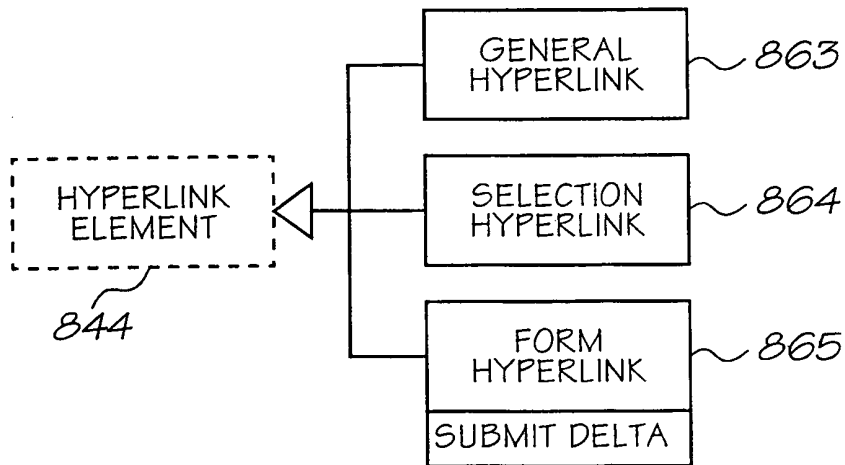 GENERAL
HYPERLINK
863
HYPERLINK
ELEMENT
844
SELECTION
HYPERLINK
864
FORM
HYPERLINK
865
SUBMIT DELTA